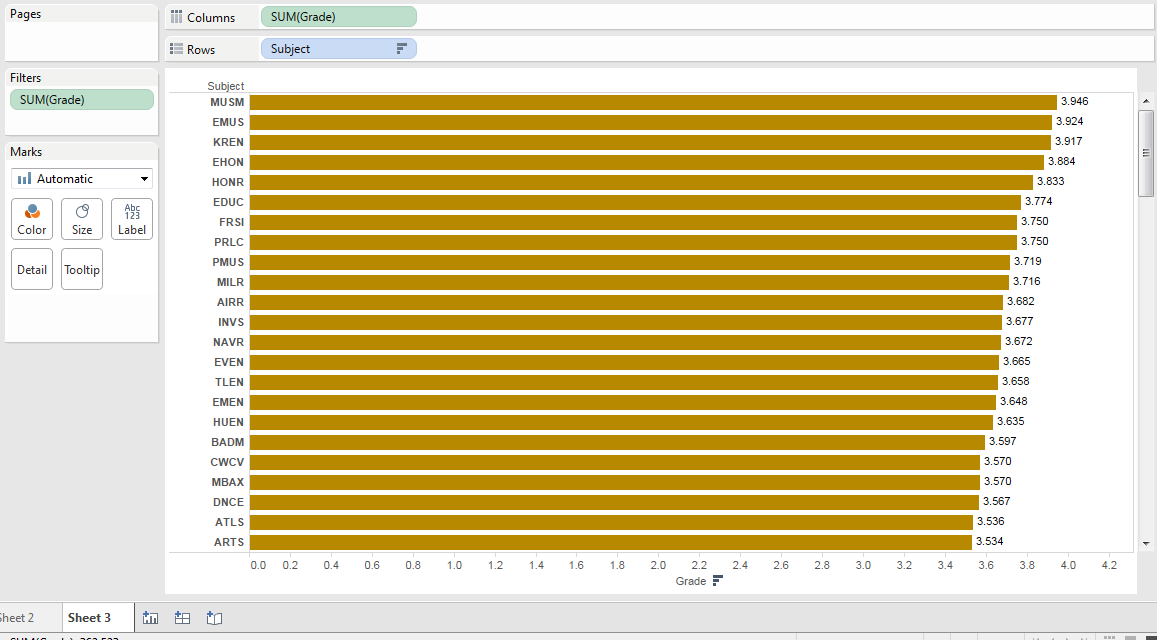 Pages
Columns SUM(Grade)
Rows Subject
Filters
SUM(Grade)
Marks
Automatic
Color Size Abc 123 Label
Detail Tooltip
Subject
MUSM 3.946
EMUS 3.924
KREN 3.917
EHON 3.884
HONR 3.833
EDUC 3.774
FRSI 3.750
PRLC 3.750
PMUS 3.719
MILR 3.716
AIRR 3.682
INVS 3.677
NAVR 3.672
EVEN 3.665
TLEN 3.658
EMEN 3.648
HUEN 3.635
BADM 3.597
CWCV 3.570
MBAX 3.570
DNCE 3.567
ATLS 3.536
ARTS 3.534
0.0 0.2 0.4 0.6 0.8 1.0 1.2 1.4 1.6 1.8 2.0 2.2 2.4 2.6 2.8 3.0 3.2 3.4 3.6 3.8 4.0 4.2
Grade
heet 2 Sheet 3